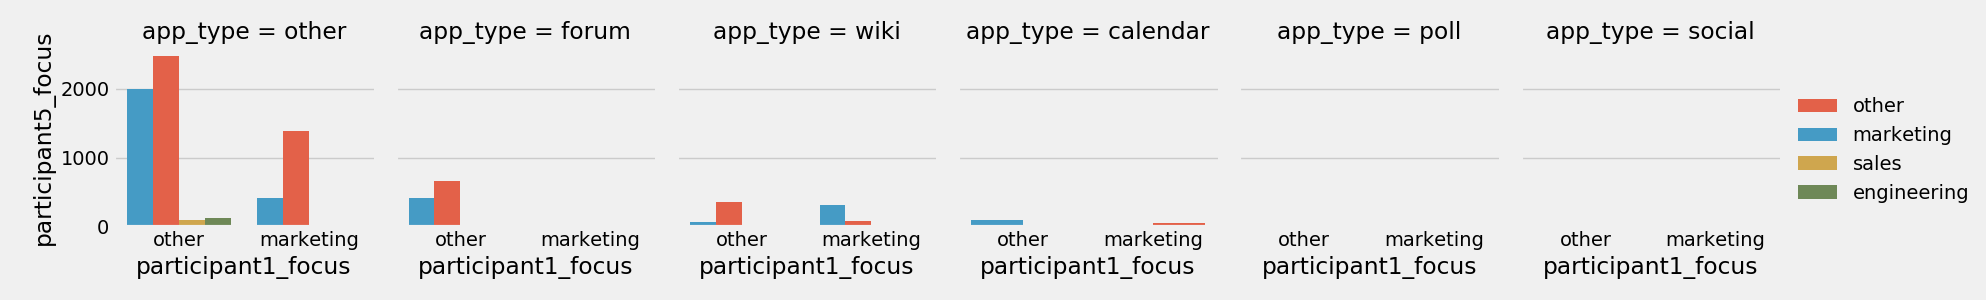 app_type = other
app_type = forum
app_type = wiki
app_type = calendar
app_type = poll
app_type = social
participant5_focus
2000
1000
0
other
marketing
other
marketing
other
marketing
other
marketing
other
marketing
other
marketing
participant1_focus
participant1_focus
participant1_focus
participant1_focus
participant1_focus
participant1_focus
other
marketing
sales
engineering